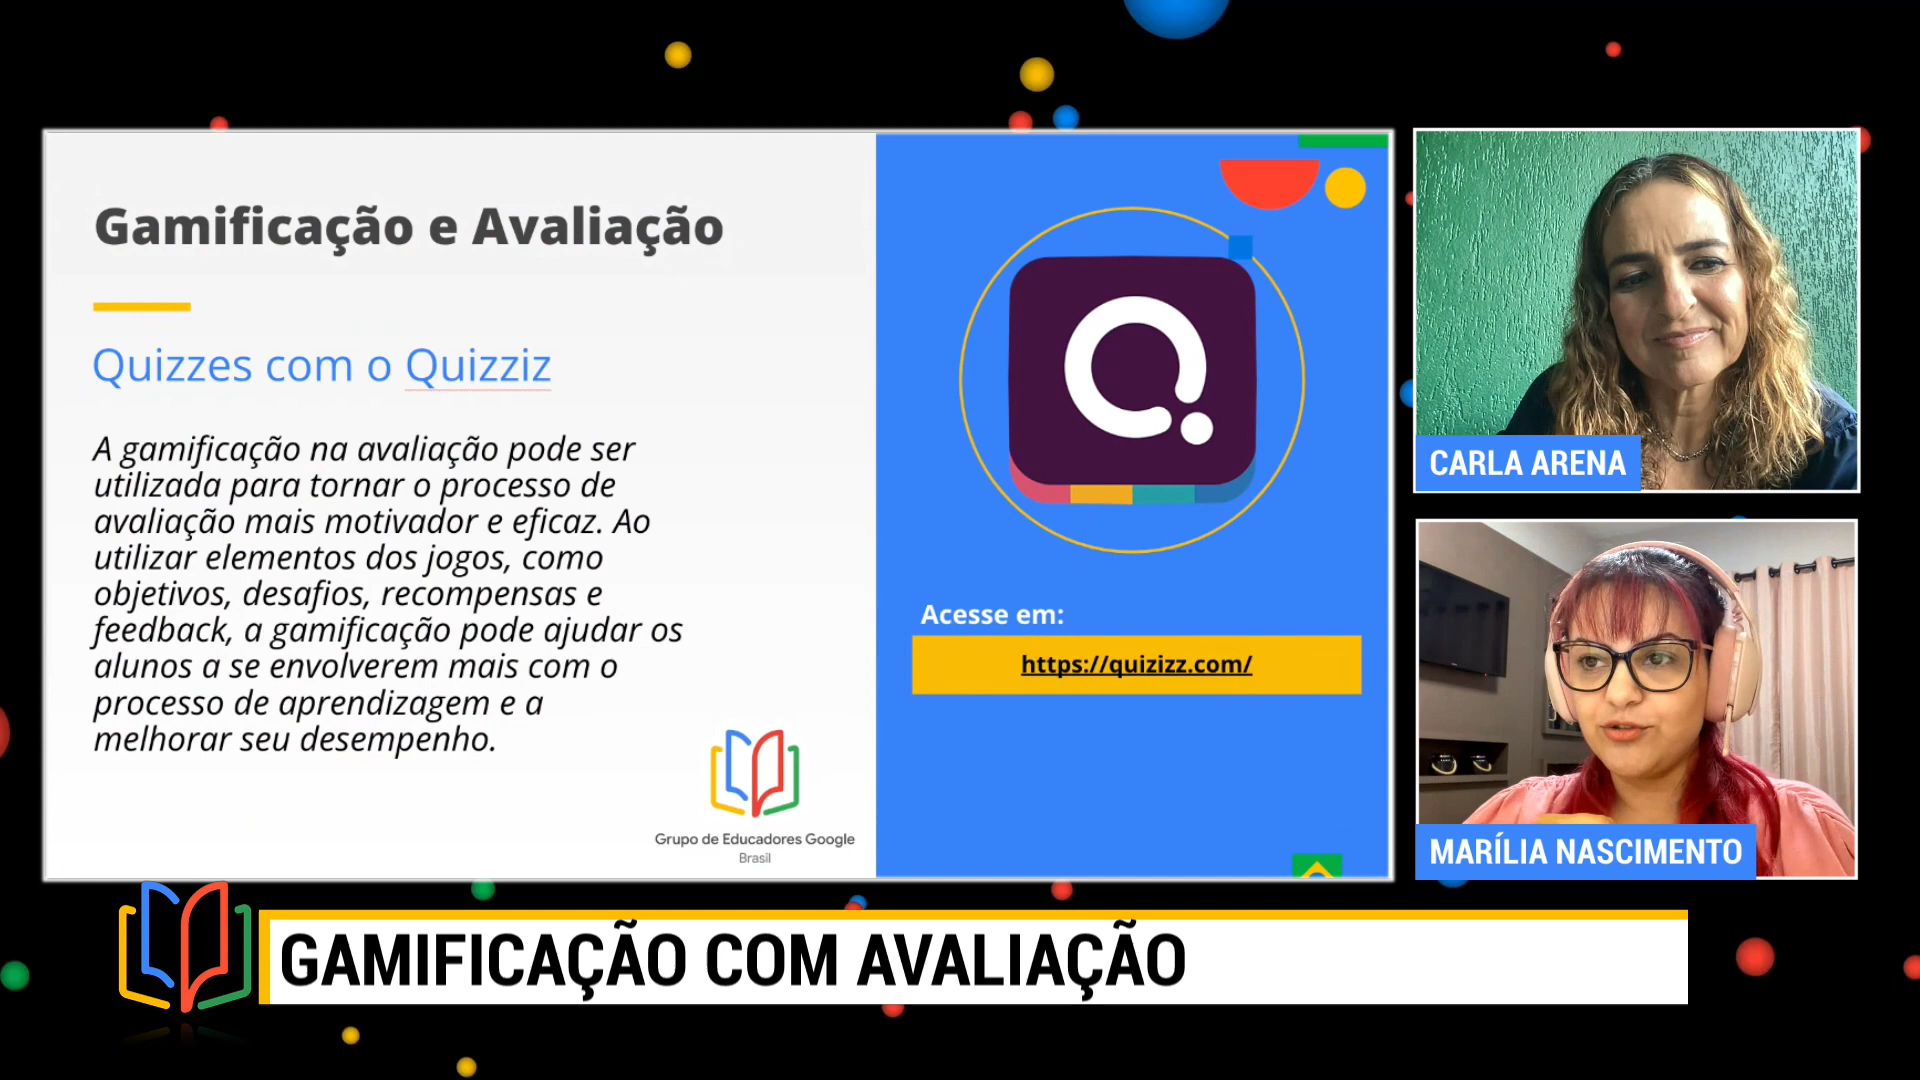 Gamificação e Avaliação
Quizzes com o Quizziz
A gamificação na avaliação pode ser
utilizada para tornar o processo de
avaliação mais motivador e eficaz. Ao
utilizar elementos dos jogos, como
objetivos, desafios, recompensas e
feedback, a gamificação pode ajudar os
alunos a se envolverem mais com o
processo de aprendizagem e a
melhorar seu desempenho.
Grupo de Educadores Google
Brasil
Acesse em:
https://quizizz.com/
CARLA ARENA
MARÍLIA NASCIMENTO
GAMIFICAÇÃO COM AVALIAÇÃO